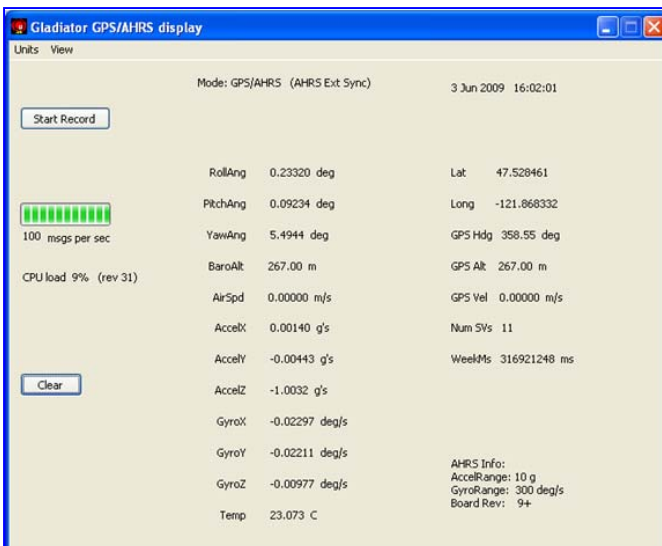 Gladiator GPS/AHRS display
Units View
Mode: GPS/AHRS (AHRS Ext Sync)
3 Jun 2009 16:02:01
Start Record
RollAng 0.23320 deg
Lat 47.528461
PitchAng 0.09234 deg
Long -121.868332
100 msgs per sec
YawAng 5.4944 deg
GPS Hdg 358.55 deg
CPU load 9% (rev 31)
BaroAlt 267.00 m
GPS Alt 267.00 m
AirSpd 0.00000 m/s
GPS Vel 0.00000 m/s
AccelX 0.00140 g's
Num SVs 11
AccelY -0.00443 g's
WeekMs 316921248 ms
Clear
AccelZ -1.0032 g's
GyroX -0.02297 deg/s
GyroY -0.02211 deg/s
GyroZ -0.00977 deg/s
Temp 23.073 C
AHRS Info:
AccelRange: 10 g
GyroRange: 300 deg/s
Board Rev: 9+